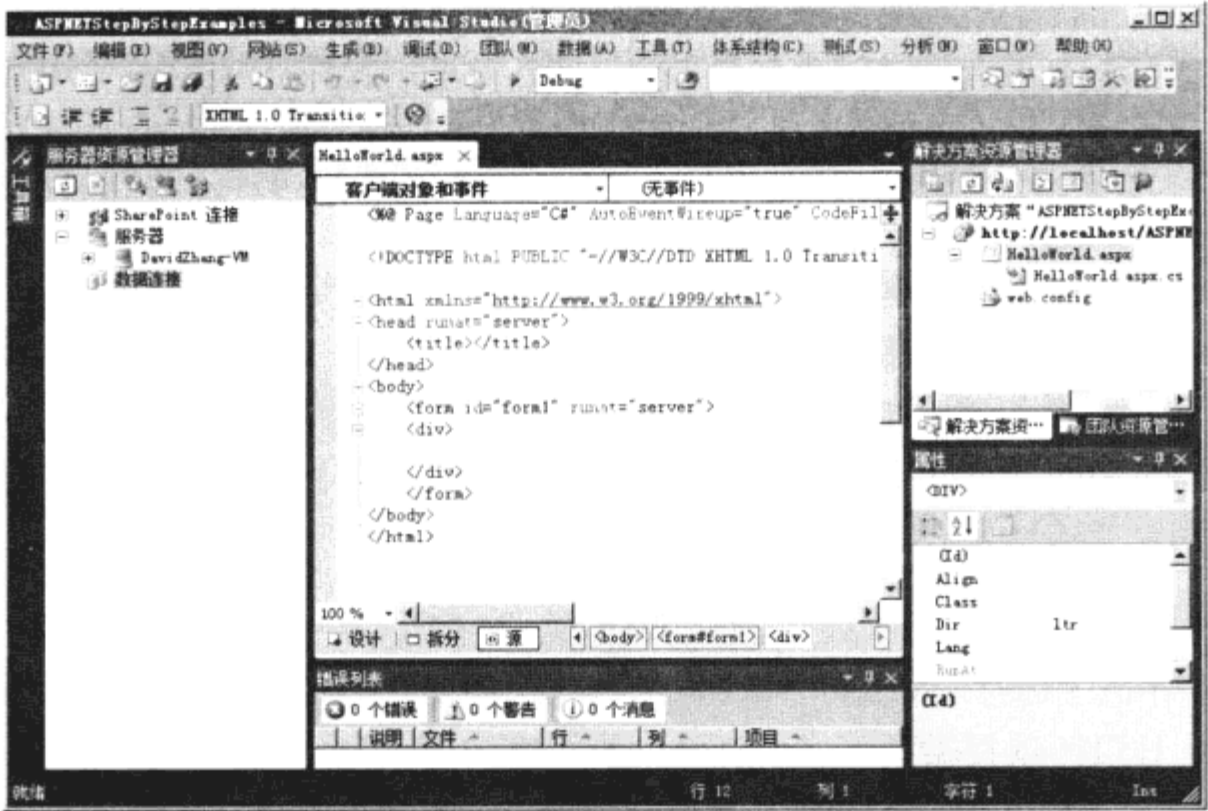 ASPNETStepByStepExamples - Microsoft Visual Studio(管理员)
文件(F) 编辑(E) 视图(V) 网站(S) 生成(B) 调试(D) 团队(M) 数据(A) 工具(T) 体系结构(C) 测试(S) 分析(N) 窗口(W) 帮助(H)
Debug
XHTML 1.0 Transitio
工具箱
服务器资源管理器
SharePoint 连接
服务器
DavidZhang-VM
数据连接
HelloWorld.aspx
客户端对象和事件 (无事件)
<%@ Page Language="C#" AutoEventWireup="true" CodeFil
<!DOCTYPE html PUBLIC "-//W3C//DTD XHTML 1.0 Transiti
<html xmlns="http://www.w3.org/1999/xhtml">
<head runat="server">
<title></title>
</head>
<body>
<form id="form1" runat="server">
<div>
</div>
</form>
</body>
</html>
100 %
设计 拆分 源 <body> <form#form1> <div>
错误列表
0 个错误 0 个警告 0 个消息
说明 文件 行 列 项目
解决方案资源管理器
解决方案 "ASPNETStepByStepExa
http://localhost/ASPNE
HelloWorld.aspx
HelloWorld.aspx.cs
web.config
解决方案资… 团队资源管…
属性
<DIV>
(Id)
Align
Class
Dir ltr
Lang
RunAt
(Id)
就绪 行 12 列 1 字符 1 Ins